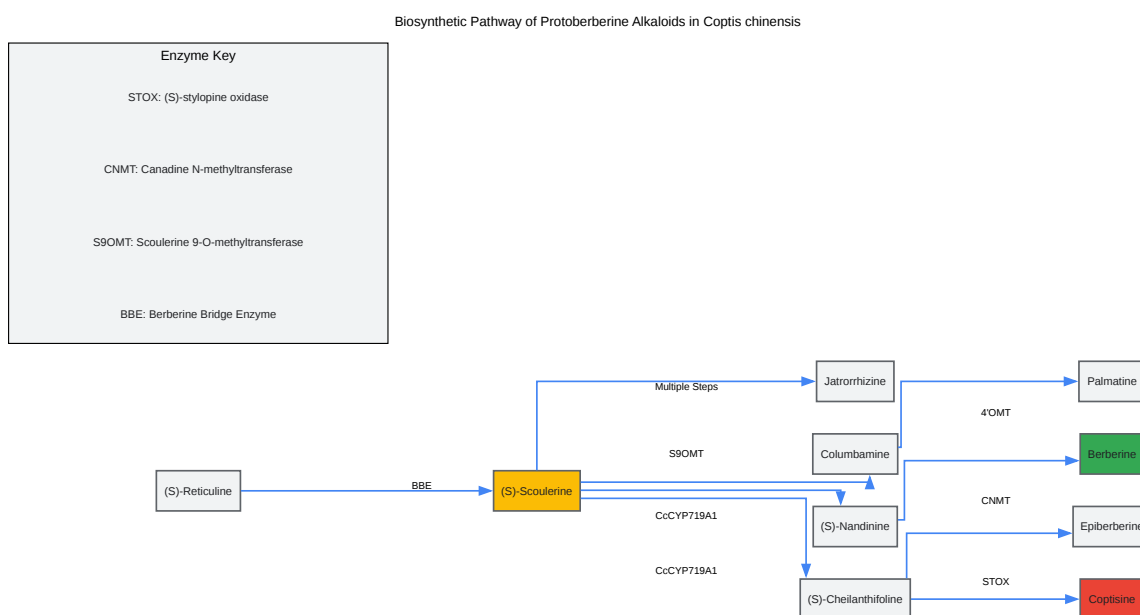 Biosynthetic Pathway of Protoberberine Alkaloids in Coptis chinensis
Enzyme Key
STOX: (S)-stylopine oxidase
CNMT: Canadine N-methyltransferase
S9OMT: Scoulerine 9-O-methyltransferase
BBE: Berberine Bridge Enzyme
Multiple Steps
Jatrorrhizine
Palmatine
4'OMT
S9OMT
Columbamine
Berberine
(S)-Reticuline
BBE
(S)-Scoulerine
CNMT
CcCYP719A1
(S)-Nandinine
Epiberberine
CcCYP719A1
STOX
(S)-Cheilanthifoline
Coptisine